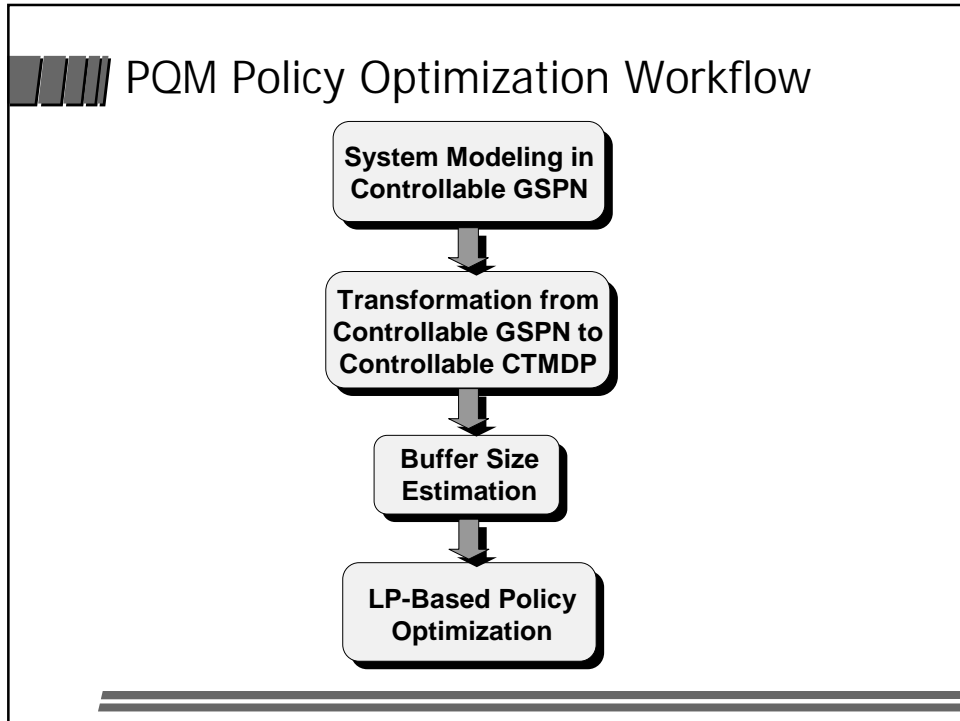 PQM Policy Optimization Workflow
System Modeling in
Controllable GSPN
Transformation from
Controllable GSPN to
Controllable CTMDP
Buffer Size
Estimation
LP-Based Policy
Optimization